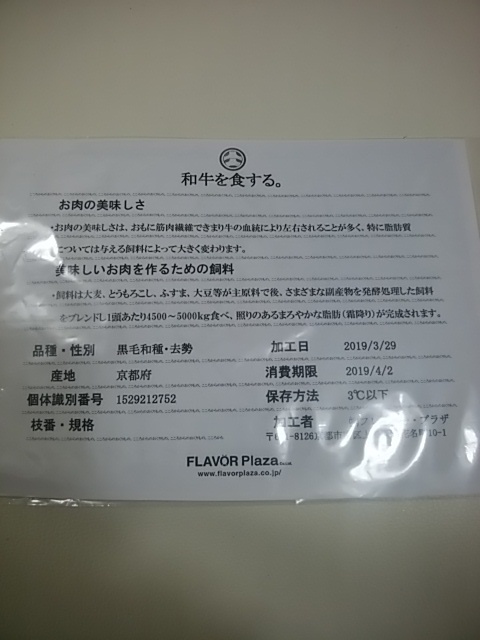 和牛を食する。
お肉の美味しさ
・お肉の美味しさは、おもに筋肉繊維できまり牛の血統により左右されることが多く、特に脂肪質
については与える飼料によって大きく変わります。
美味しいお肉を作るための飼料
・飼料は大麦、とうもろこし、ふすま、大豆等が主原料で後、さまざまな副産物を発酵処理した飼料
をブレンドし1頭あたり4500～5000kg食べ、照りのあるまろやかな脂肪（霜降り）が完成されます。
品種・性別 黒毛和種・去勢 加工日 2019/3/29
産地 京都府 消費期限 2019/4/2
個体識別番号 1529212752 保存方法 3℃以下
枝番・規格 加工者 プラザ
-8126 10-1
FLAVOR Plaza Co.Ltd.
www.flavorplaza.co.jp/